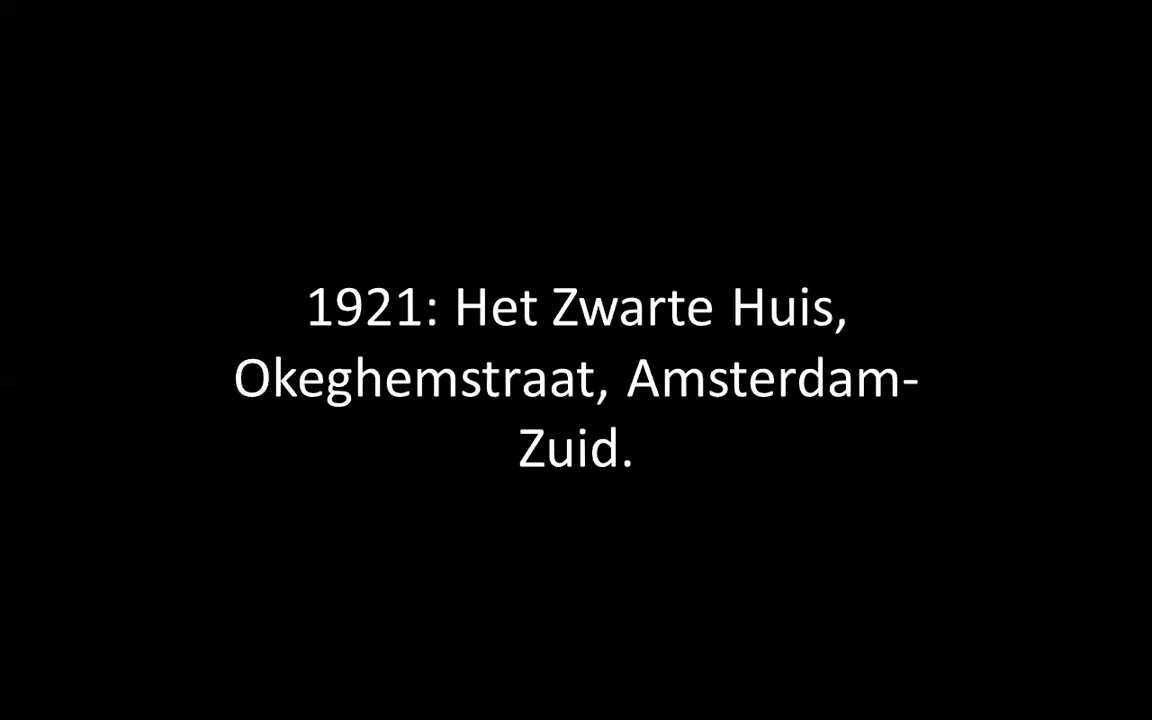 1921: Het Zwarte Huis,
Okeghemstraat, Amsterdam-
Zuid.